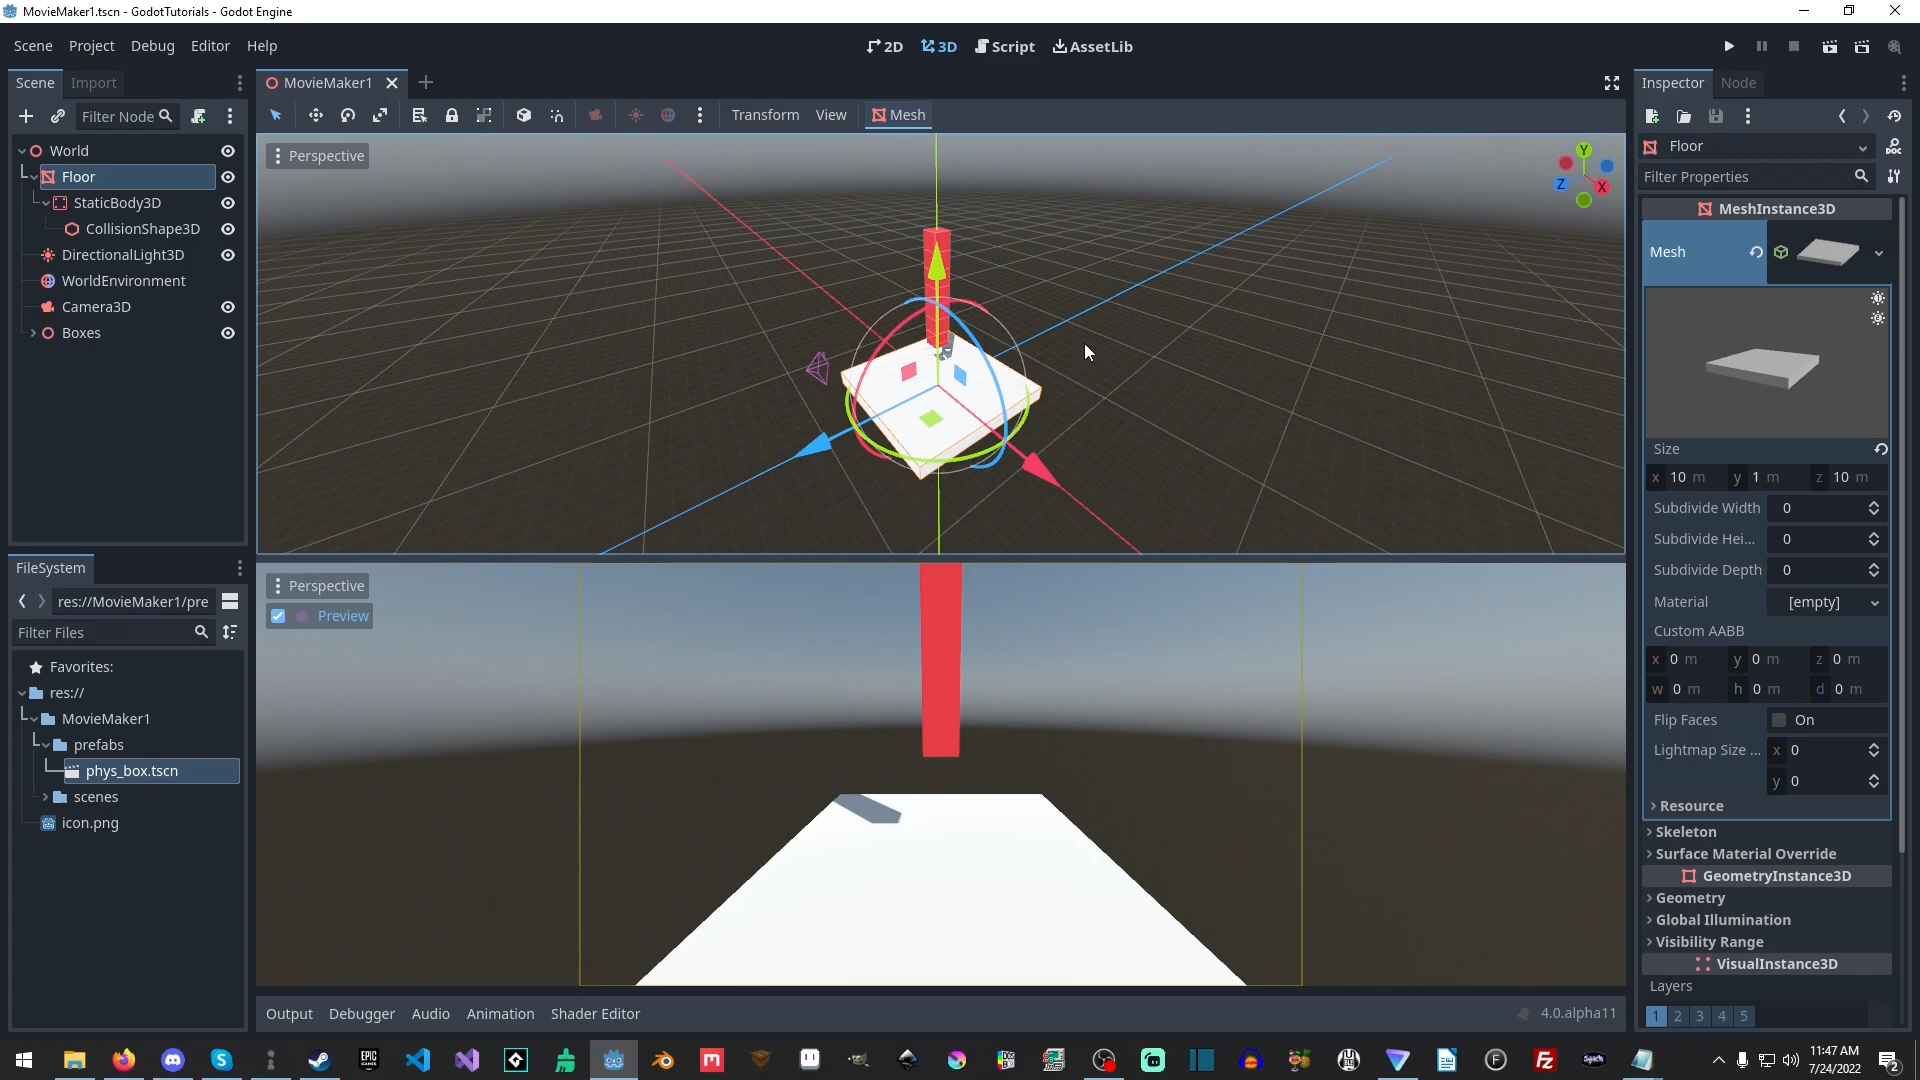 MovieMaker1.tscn - GodotTutorials - Godot Engine
Scene Project Debug Editor Help
2D 3D Script AssetLib
Scene Import
MovieMaker1
Inspector Node
Filter Node
Transform View Mesh
Perspective
World
Floor
StaticBody3D
CollisionShape3D
DirectionalLight3D
WorldEnvironment
Camera3D
Boxes
Y
Z
X
Floor
Filter Properties
MeshInstance3D
Mesh
Size
x 10 m y 1 m z 10 m
Subdivide Width 0
Subdivide Hei... 0
Subdivide Depth 0
Material [empty]
Custom AABB
x 0 m y 0 m z 0 m
w 0 m h 0 m d 0 m
Flip Faces On
Lightmap Size ... x 0
y 0
Resource
Skeleton
Surface Material Override
GeometryInstance3D
Geometry
Global Illumination
Visibility Range
VisualInstance3D
Layers
1 2 3 4 5
FileSystem
res://MovieMaker1/pre
Filter Files
Favorites:
res://
MovieMaker1
prefabs
phys_box.tscn
scenes
icon.png
Perspective
Preview
Output Debugger Audio Animation Shader Editor
4.0.alpha11
11:47 AM
7/24/2022
2